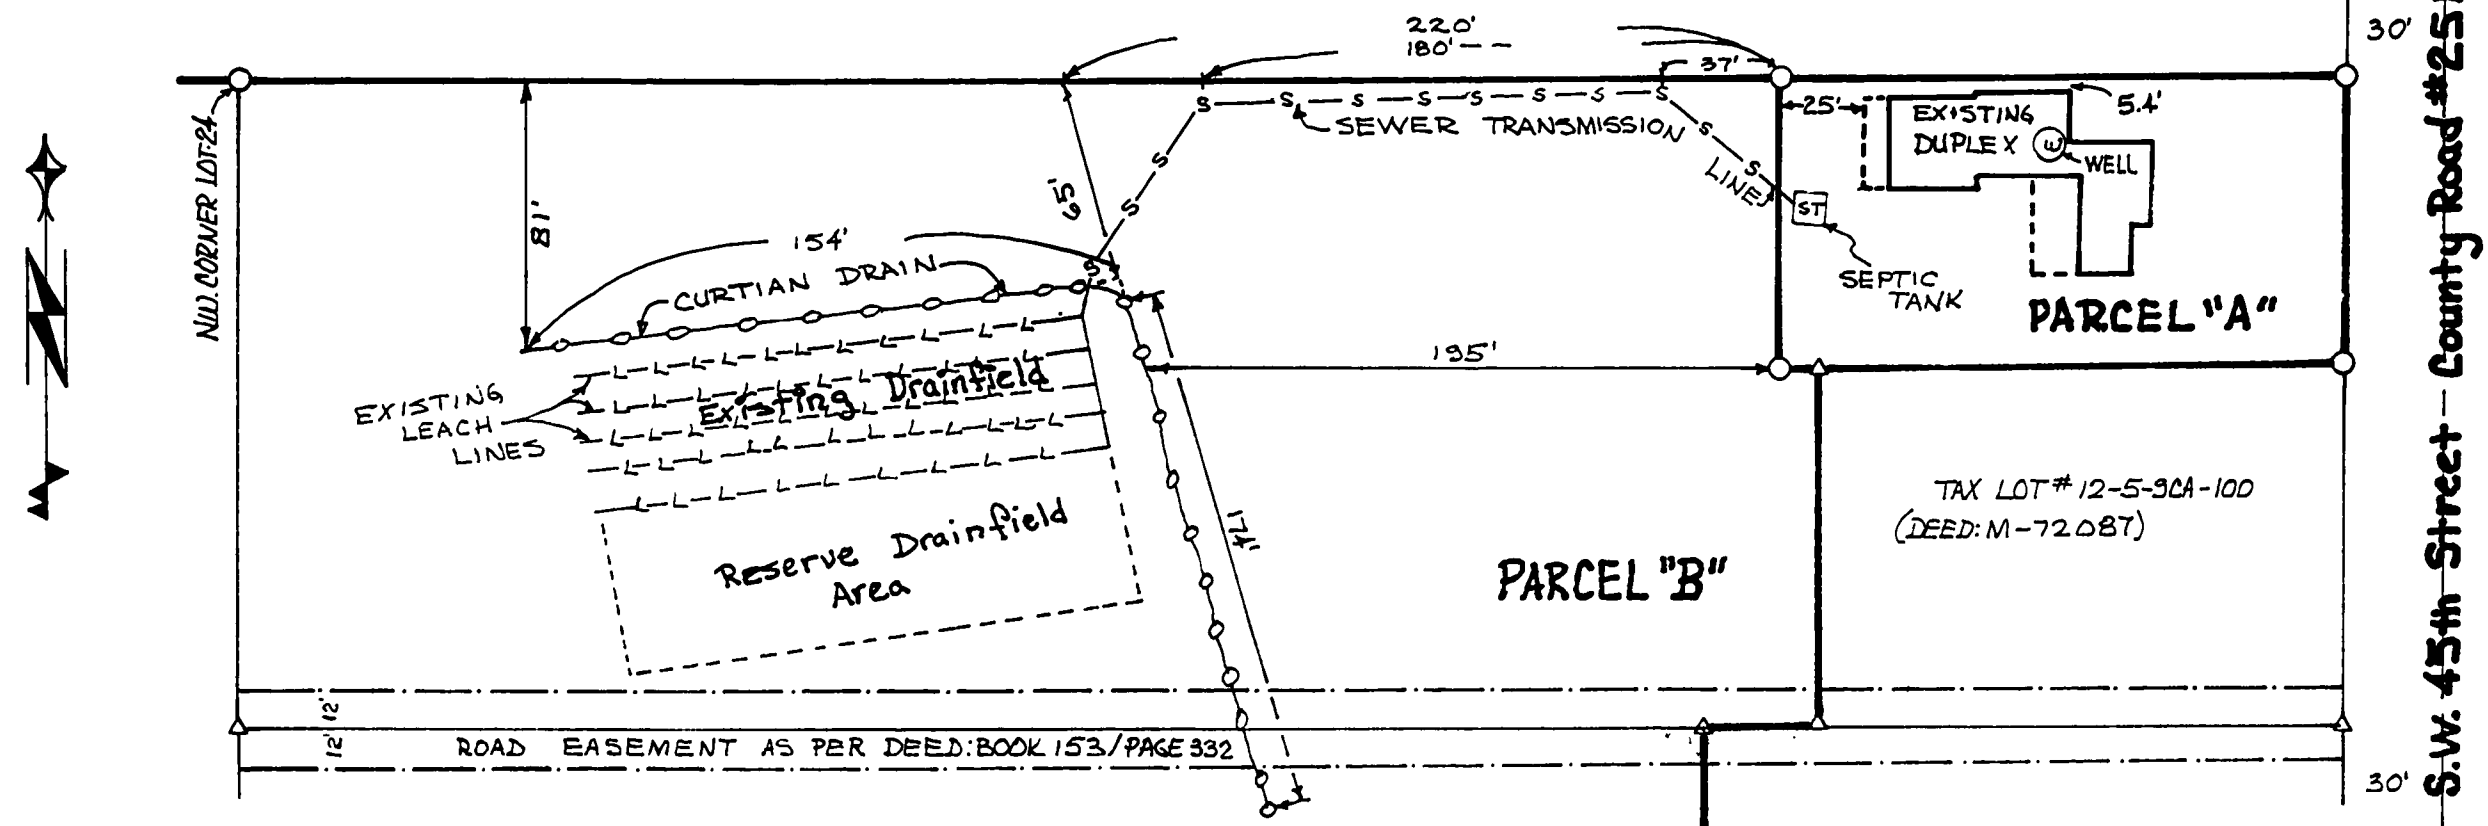 220'
180'
37'
30'
25'
EXISTING
DUPLEX
5.4'
W
WELL
SEWER TRANSMISSION
LINE
ST
SEPTIC
TANK
PARCEL "A"
N.W. CORNER LOT: 24
81'
65'
154'
CURTIAN DRAIN
195'
EXISTING
LEACH
LINES
Existing Drainfield
174'
Reserve Drainfield
Area
TAX LOT # 12-5-9CA-100
(DEED: M-72087)
PARCEL "B"
12'
12'
ROAD EASEMENT AS PER DEED: BOOK 153/PAGE 332
30'
S.W. 45th Street County Road #251
N
S S S S S S S S S S S S S S
L L L L L L L L L L